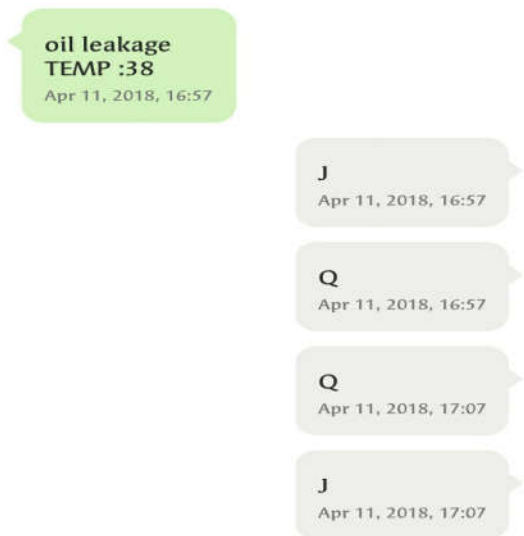 oil leakage
TEMP :38
Apr 11, 2018, 16:57
J
Apr 11, 2018, 16:57
Q
Apr 11, 2018, 16:57
Q
Apr 11, 2018, 17:07
J
Apr 11, 2018, 17:07